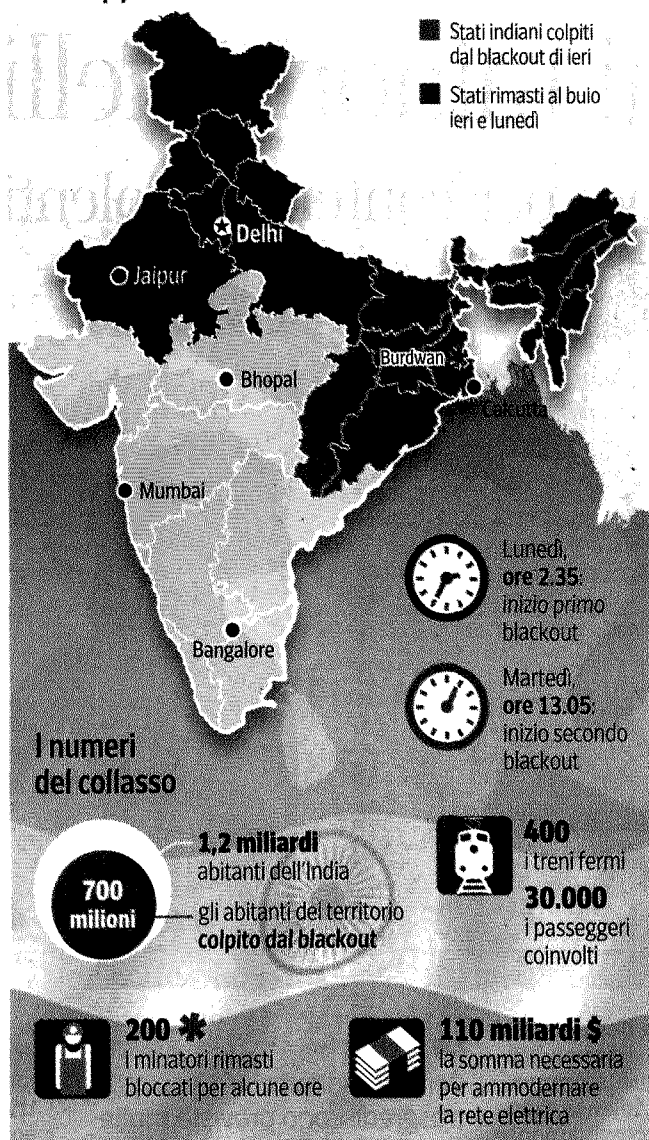 Stati indiani colpiti
dal blackout di ieri
Stati rimasti al buio
ieri e lunedì
Delhi
Jaipur
Burdwan
Bhopal
Calcutta
Mumbai
Bangalore
Lunedì,
ore 2.35:
inizio primo
blackout
Martedì,
ore 13.05:
inizio secondo
blackout
I numeri
del collasso
700
milioni
1,2 miliardi
abitanti dell'India
gli abitanti del territorio
colpito dal blackout
400
i treni fermi
30.000
i passeggeri
coinvolti
200 *
i minatori rimasti
bloccati per alcune ore
110 miliardi $
la somma necessaria
per ammodernare
la rete elettrica